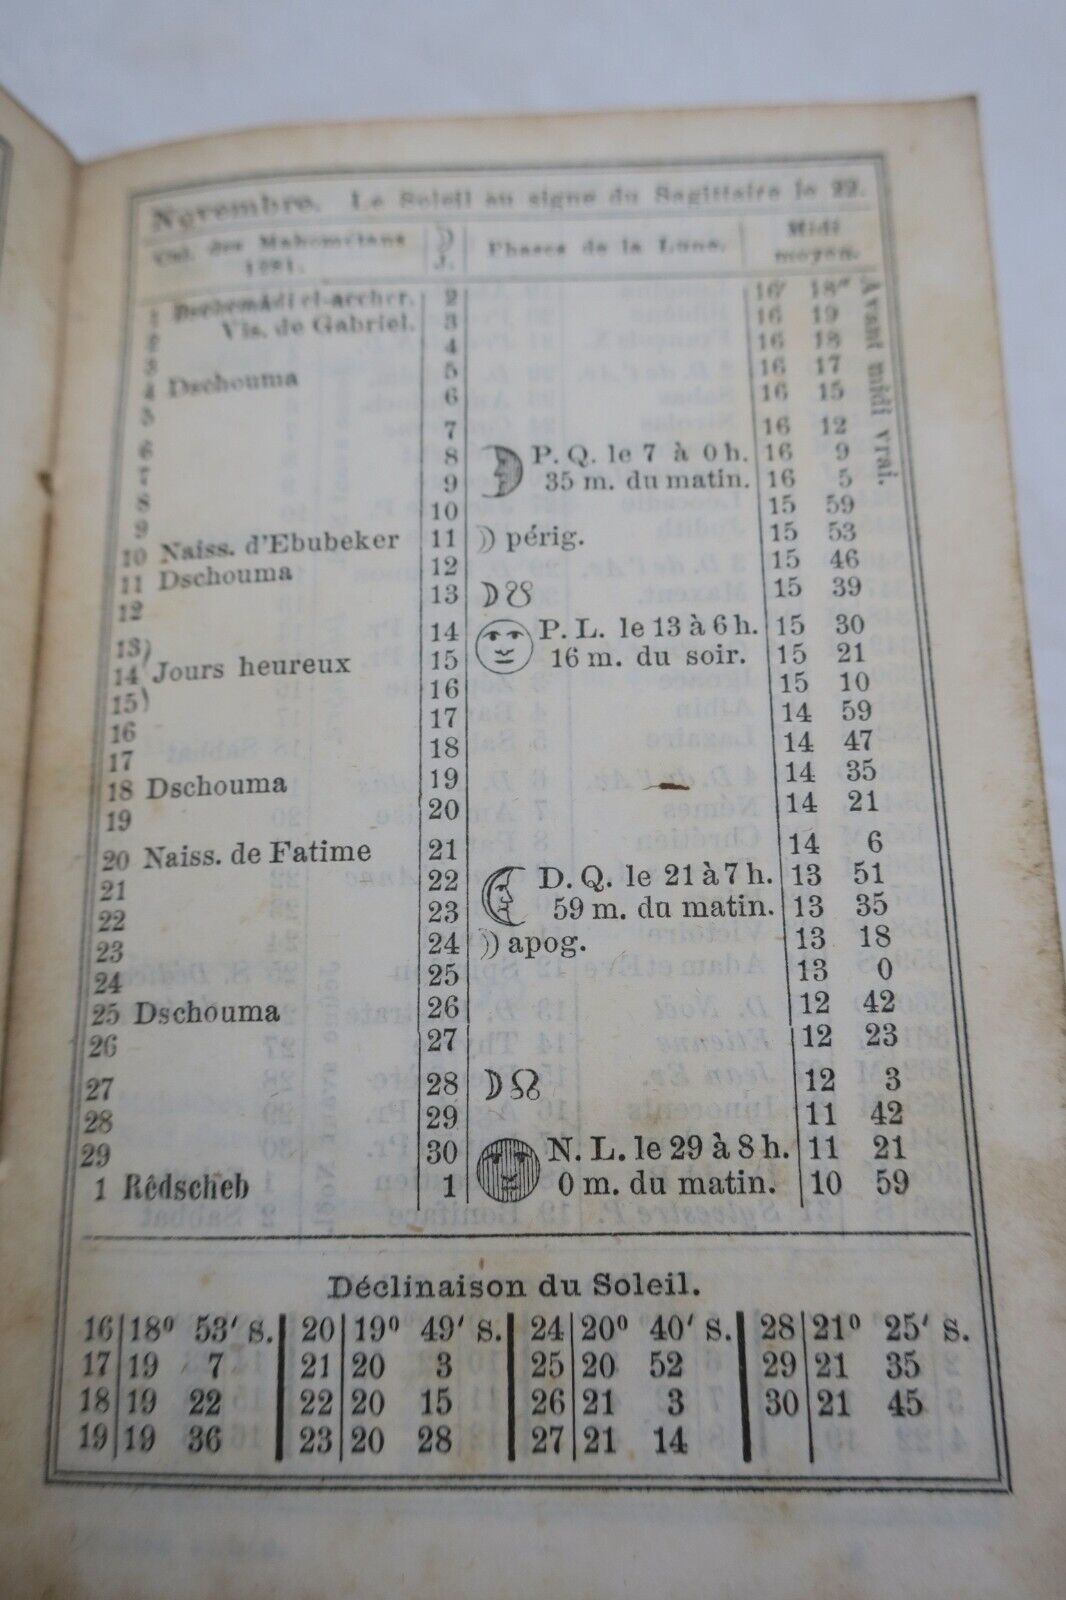 Novembre. Le Soleil au signe du Sagittaire le 22.
Cal. des Mahométans 1281. J. Phases de la Lune. Midi moyen.
1 Dschemâdi el-accher. 2 16' 18"
2 Vis. de Gabriel. 3 16 19
3 4 16 18
4 Dschouma 5 16 17
5 6 16 15
6 7 16 12
7 8 P. Q. le 7 à 0 h. 16 9
8 9 35 m. du matin. 16 5
9 10 15 59
10 Naiss. d'Ebubeker 11 périg. 15 53
11 Dschouma 12 15 46
12 13 ☽☋ 15 39
13) 14 P. L. le 13 à 6 h. 15 30
14 Jours heureux 15 16 m. du soir. 15 21
15) 16 15 10
16 17 14 59
17 18 14 47
18 Dschouma 19 14 35
19 20 14 21
20 Naiss. de Fatime 21 14 6
21 22 D. Q. le 21 à 7 h. 13 51
22 23 59 m. du matin. 13 35
23 24 apog. 13 18
24 25 13 0
25 Dschouma 26 12 42
26 27 12 23
27 28 ☽☊ 12 3
28 29 11 42
29 30 N. L. le 29 à 8 h. 11 21
1 Rêdscheb 1 0 m. du matin. 10 59
Avant midi vrai.
Déclinaison du Soleil.
16 18° 53' S. 20 19° 49' S. 24 20° 40' S. 28 21° 25' S.
17 19 7 21 20 3 25 20 52 29 21 35
18 19 22 22 20 15 26 21 3 30 21 45
19 19 36 23 20 28 27 21 14